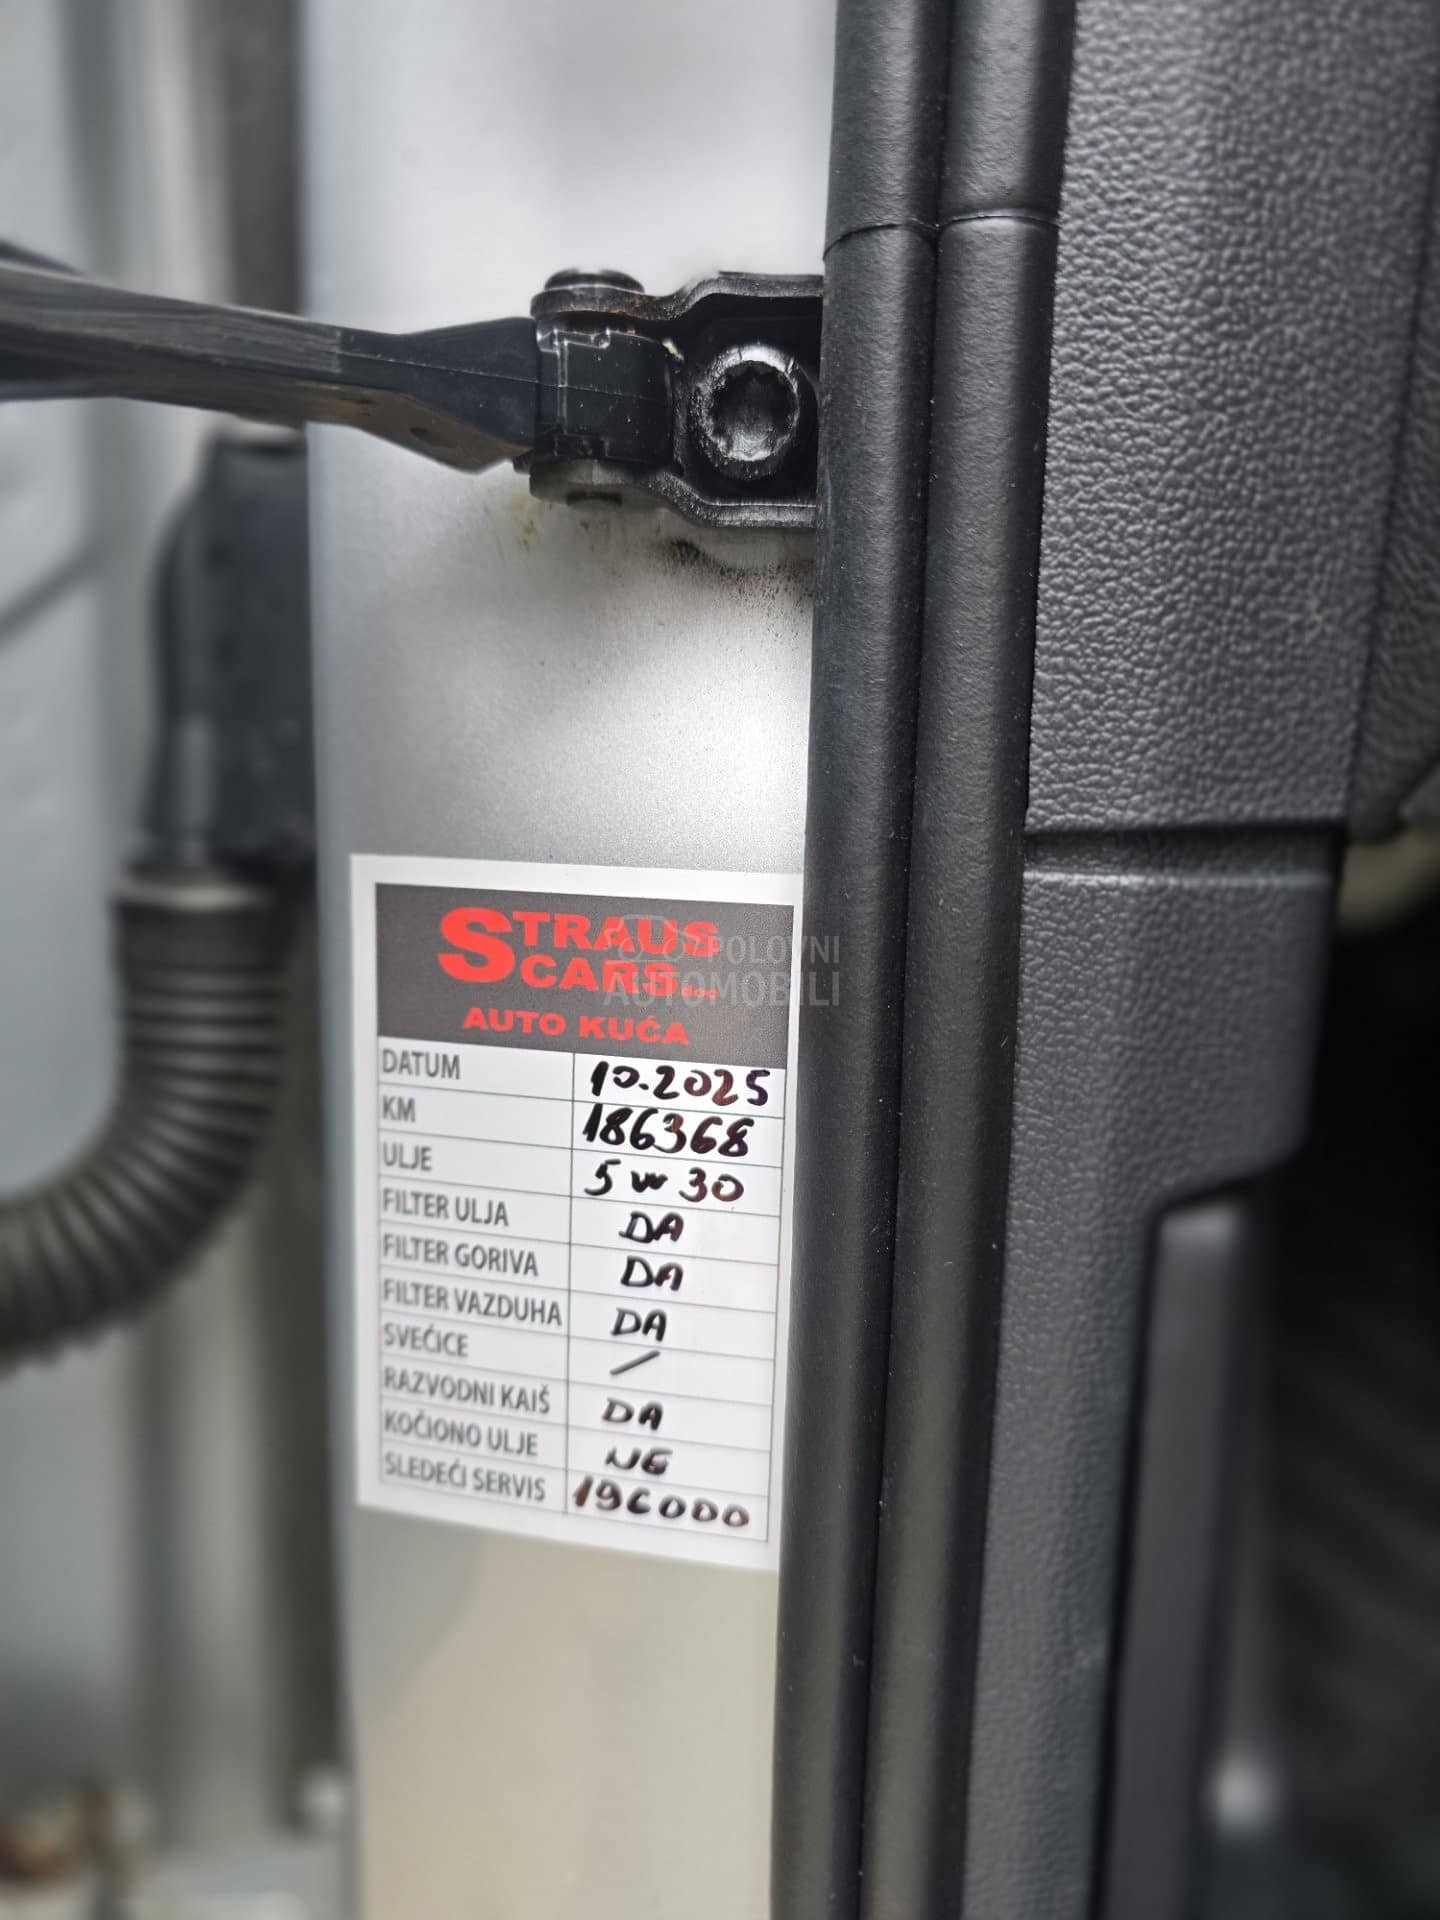 STRAUS
CARS doo
AUTO KUĆA
POLOVNI
AUTOMOBILI
DATUM 10.2025
KM 186368
ULJE 5w30
FILTER ULJA DA
FILTER GORIVA DA
FILTER VAZDUHA DA
SVEĆICE /
RAZVODNI KAIŠ DA
KOČIONO ULJE NE
SLEDEĆI SERVIS 196000